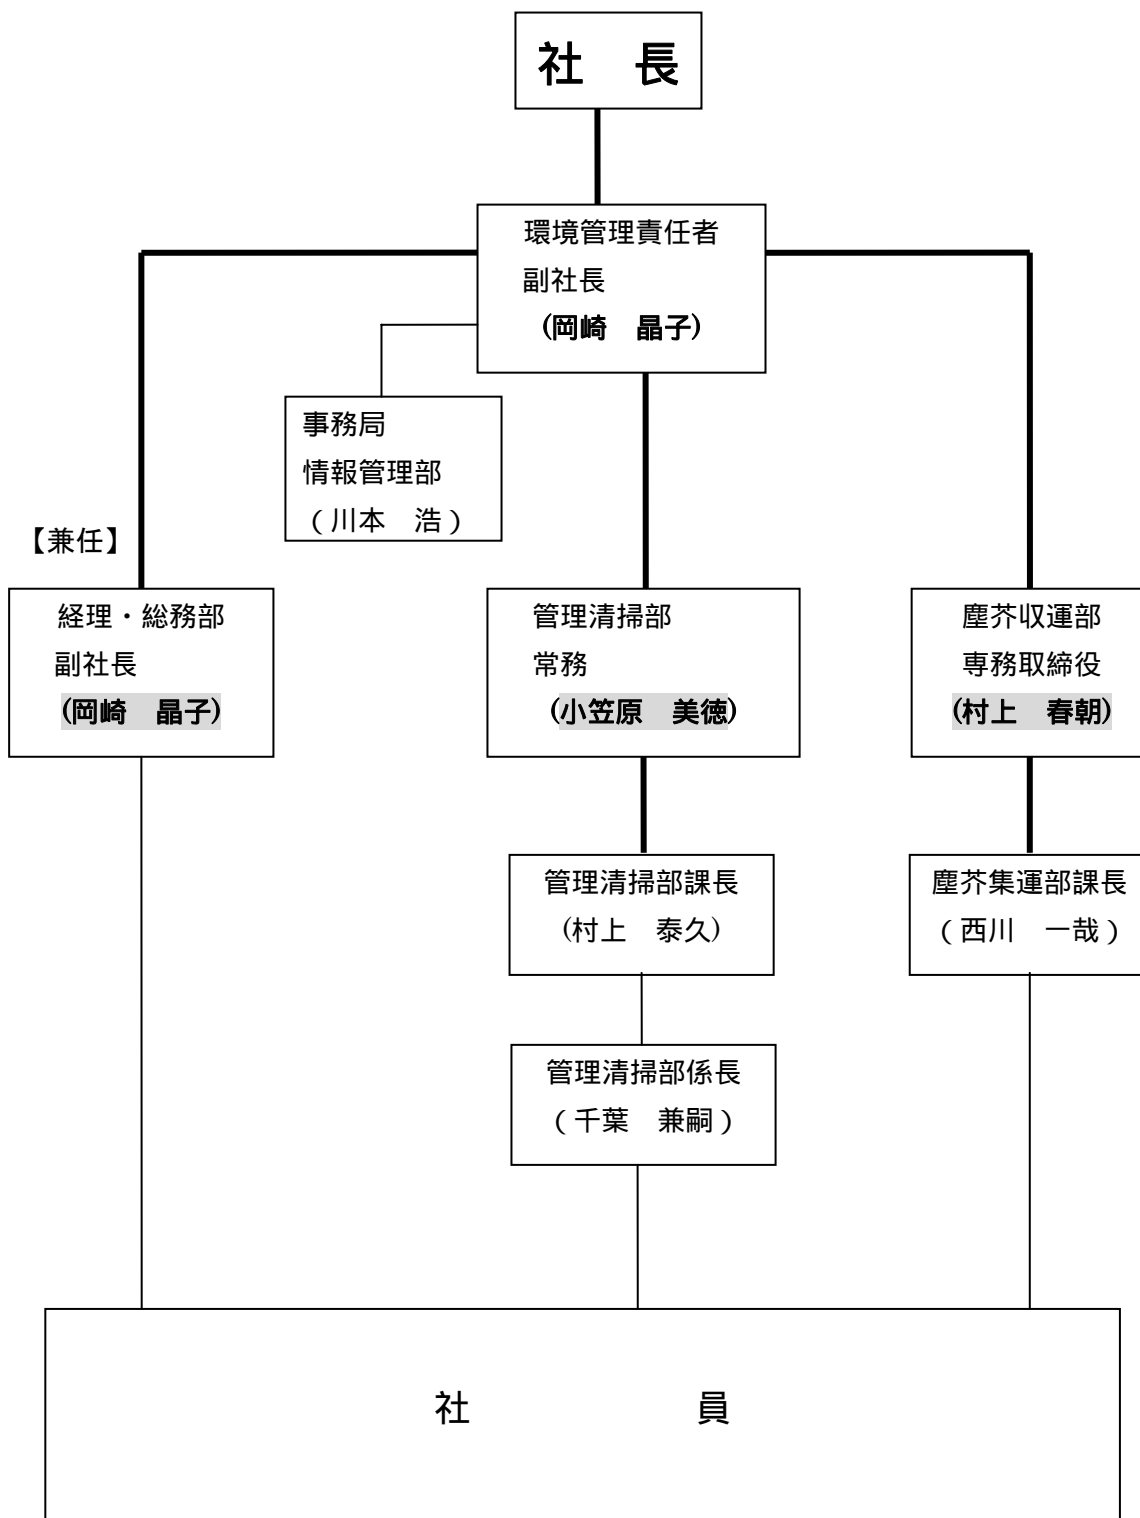 社　長
環境管理責任者
副社長
(岡崎　晶子)
事務局
情報管理部
（川本　浩）
【兼任】
経理・総務部
副社長
(岡崎　晶子)
管理清掃部
常務
(小笠原　美徳)
塵芥収運部
専務取締役
(村上　春朝)
管理清掃部課長
(村上　泰久)
塵芥集運部課長
（西川　一哉）
管理清掃部係長
（千葉　兼嗣）
社　員